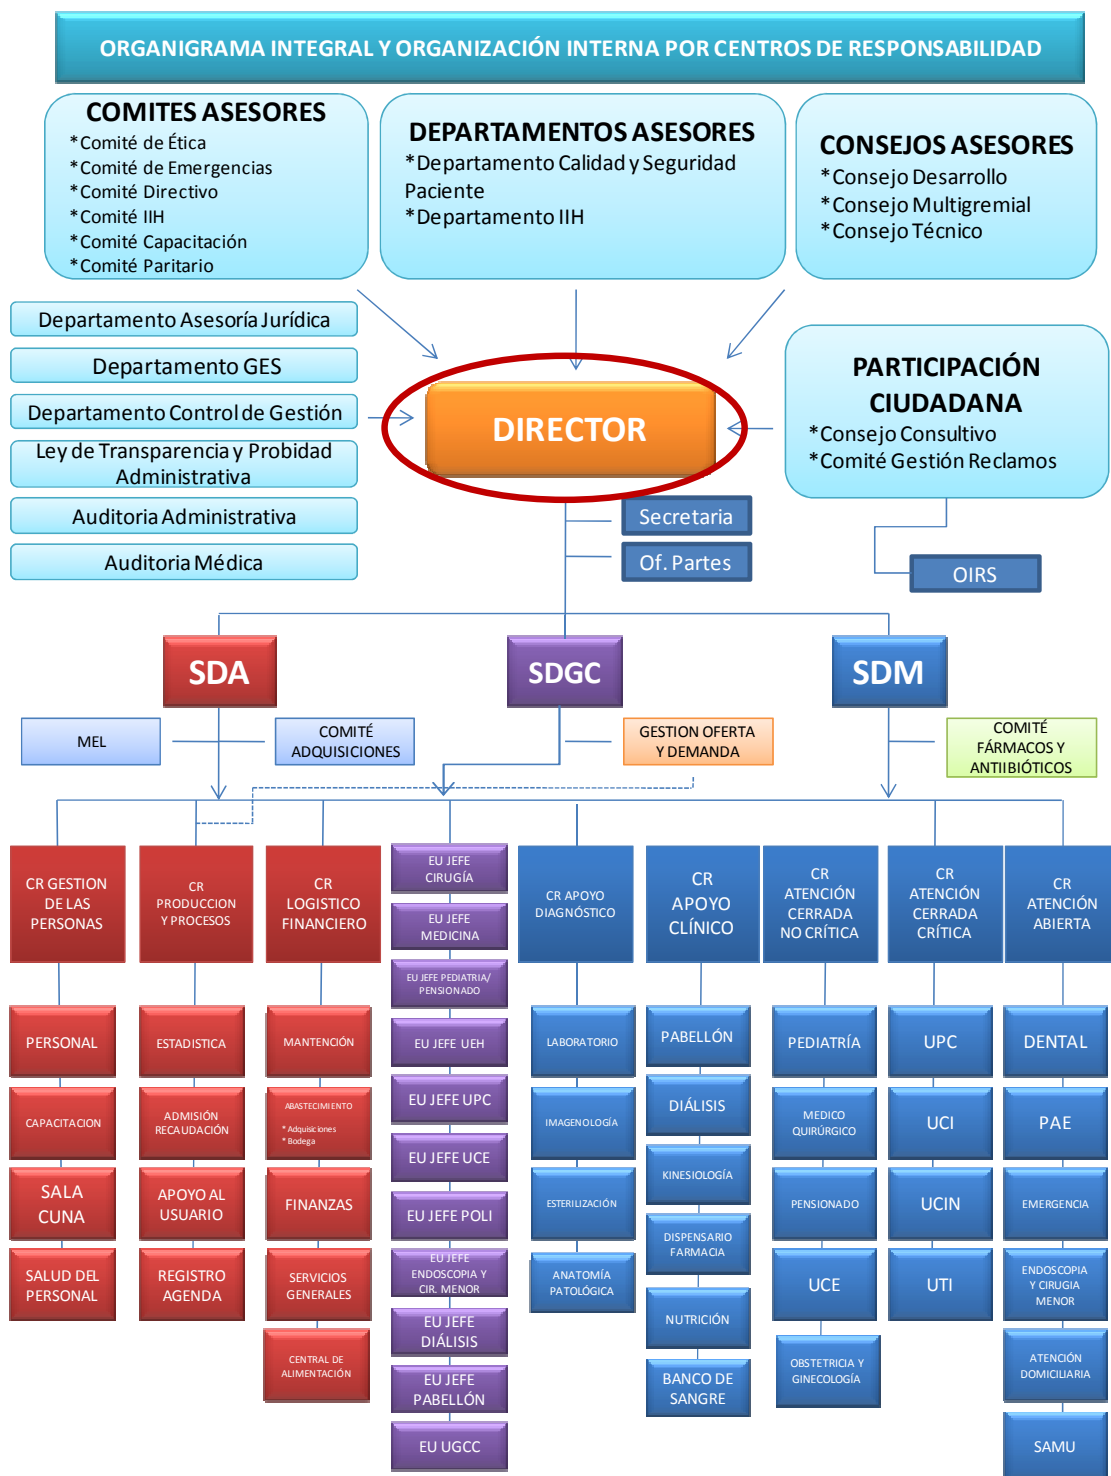 ORGANIGRAMA INTEGRAL Y ORGANIZACIÓN INTERNA POR CENTROS DE RESPONSABILIDAD
COMITES ASESORES
*Comité de Ética
*Comité de Emergencias
*Comité Directivo
*Comité IIH
*Comité Capacitación
*Comité Paritario
DEPARTAMENTOS ASESORES
*Departamento Calidad y Seguridad
Paciente
*Departamento IIH
CONSEJOS ASESORES
*Consejo Desarrollo
*Consejo Multigremial
*Consejo Técnico
Departamento Asesoría Jurídica
Departamento GES
Departamento Control de Gestión
Ley de Transparencia y Probidad
Administrativa
Auditoria Administrativa
Auditoria Médica
DIRECTOR
PARTICIPACIÓN
CIUDADANA
*Consejo Consultivo
*Comité Gestión Reclamos
Secretaria
Of. Partes
OIRS
SDA
SDGC
SDM
MEL
COMITÉ
ADQUISICIONES
GESTION OFERTA
Y DEMANDA
COMITÉ
FÁRMACOS Y
ANTIIBIÓTICOS
CR GESTION
DE LAS
PERSONAS
PERSONAL
CAPACITACION
SALA
CUNA
SALUD DEL
PERSONAL
CR
PRODUCCION
Y PROCESOS
ESTADISTICA
ADMISIÓN
RECAUDACIÓN
APOYO AL
USUARIO
REGISTRO
AGENDA
CR
LOGISTICO
FINANCIERO
MANTENCIÓN
ABASTECIMIENTO
* Adquisiciones
* Bodega
FINANZAS
SERVICIOS
GENERALES
CENTRAL DE
ALIMENTACIÓN
EU JEFE
CIRUGÍA
EU JEFE
MEDICINA
EU JEFE PEDIATRIA/
PENSIONADO
EU JEFE UEH
EU JEFE UPC
EU JEFE UCE
EU JEFE POLI
EU JEFE
ENDOSCOPIA Y
CIR. MENOR
EU JEFE
DIÁLISIS
EU JEFE
PABELLÓN
EU UGCC
CR APOYO
DIAGNÓSTICO
LABORATORIO
IMAGENOLOGÍA
ESTERILIZACIÓN
ANATOMÍA
PATOLÓGICA
CR
APOYO
CLÍNICO
PABELLÓN
DIÁLISIS
KINESIOLOGÍA
DISPENSARIO
FARMACIA
NUTRICIÓN
BANCO DE
SANGRE
CR
ATENCIÓN
CERRADA
NO CRÍTICA
PEDIATRÍA
MEDICO
QUIRÚRGICO
PENSIONADO
UCE
OBSTETRICIA Y
GINECOLOGÍA
CR
ATENCIÓN
CERRADA
CRÍTICA
UPC
UCI
UCIN
UTI
CR
ATENCIÓN
ABIERTA
DENTAL
PAE
EMERGENCIA
ENDOSCOPIA
Y CIRUGIA
MENOR
ATENCIÓN
DOMICILIARIA
SAMU